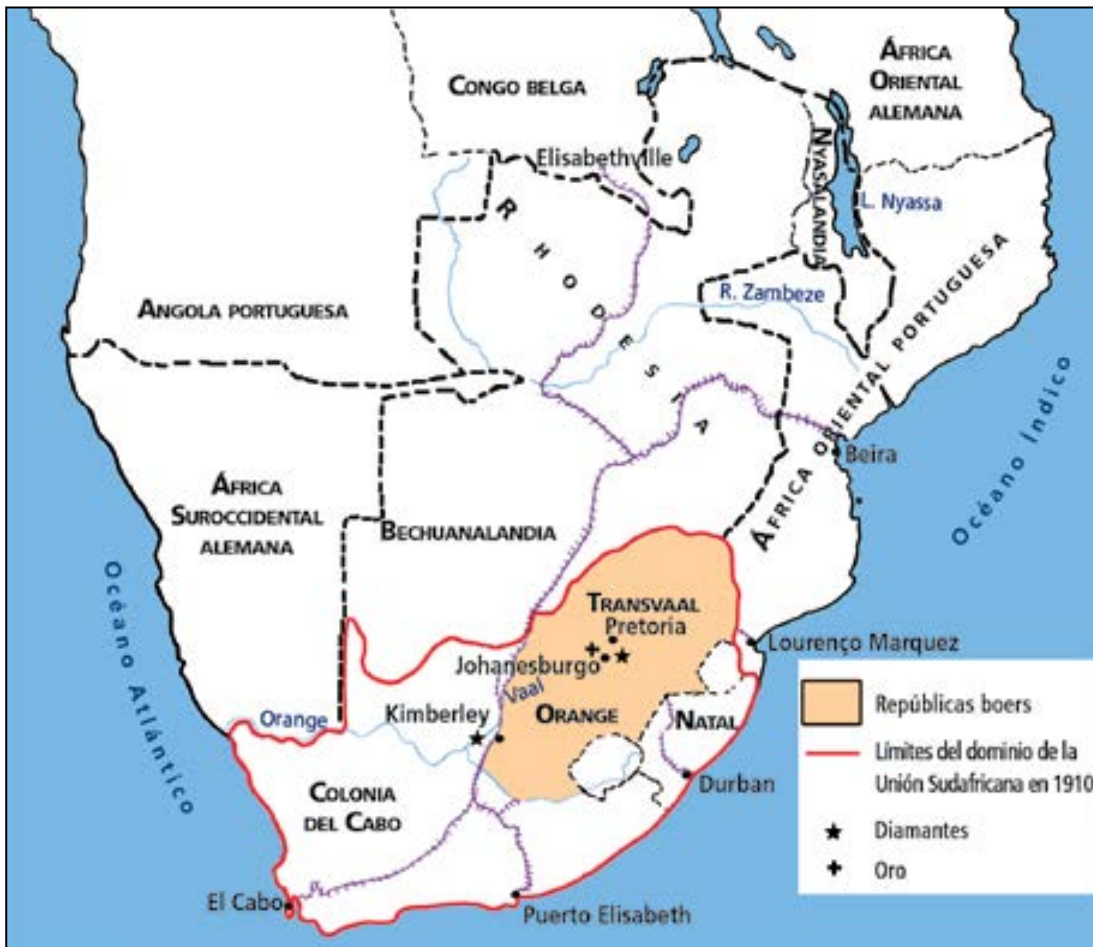 CONGO BELGA
ÁFRICA
ORIENTAL
ALEMANA
Elisabethville
NYASALANDIA
L. Nyassa
RHODESIA
R. Zambeze
ANGOLA PORTUGUESA
ÁFRICA ORIENTAL PORTUGUESA
Beira
Océano Índico
ÁFRICA
SUROCCIDENTAL
ALEMANA
BECHUANALANDIA
Océano Atlántico
TRANSVAAL
Pretoria
Johanesburgo
Lourenço Marquez
Vaal
Orange
Kimberley
ORANGE
NATAL
Durban
COLONIA
DEL CABO
El Cabo
Puerto Elisabeth
Repúblicas boers
Límites del dominio de la
Unión Sudafricana en 1910
Diamantes
Oro